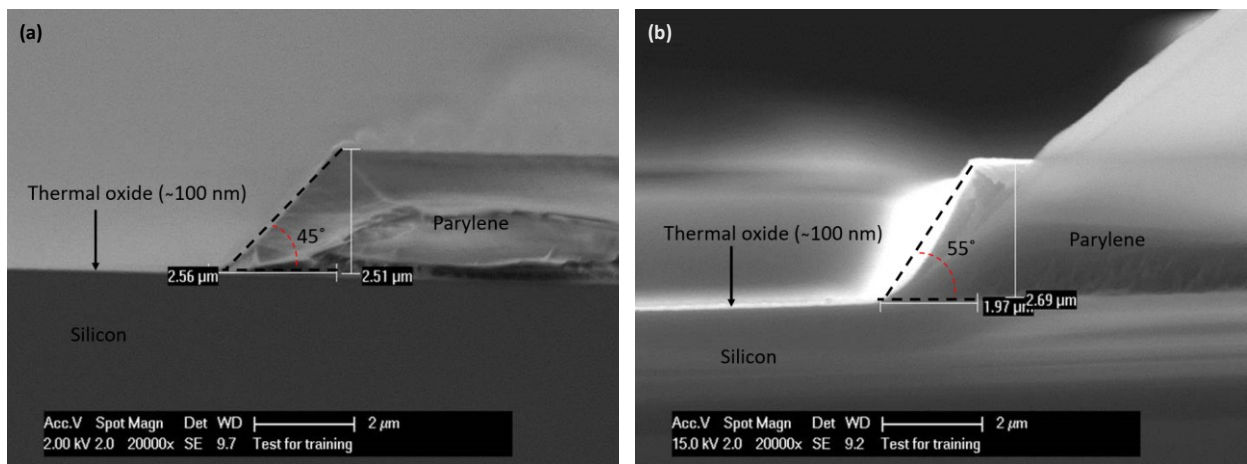 (a)
Thermal oxide (~100 nm)
45°
Parylene
2.56 µm
2.51 µm
Silicon
Acc.V Spot Magn Det WD 2 µm
2.00 kV 2.0 20000x SE 9.7 Test for training
(b)
Thermal oxide (~100 nm)
55°
Parylene
1.97 µm
2.69 µm
Silicon
Acc.V Spot Magn Det WD 2 µm
15.0 kV 2.0 20000x SE 9.2 Test for training